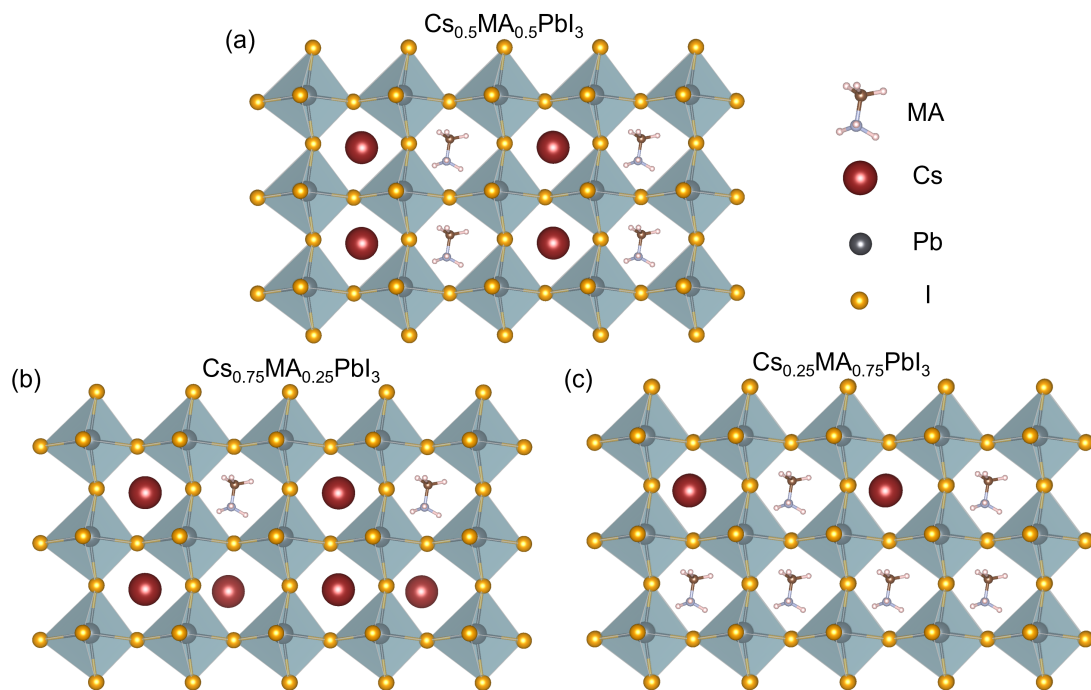 (a)
Cs0.5MA0.5PbI3
MA
Cs
Pb
I
(b)
Cs0.75MA0.25PbI3
(c)
Cs0.25MA0.75PbI3